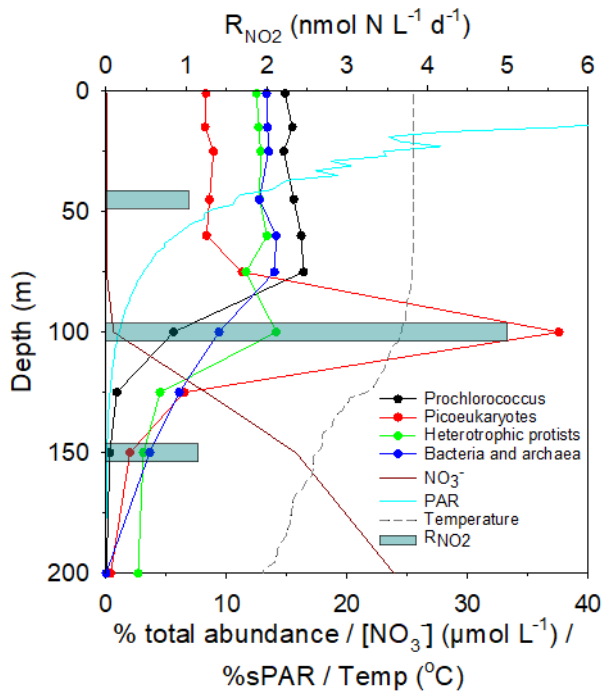 R_NO2 (nmol N L⁻¹ d⁻¹)
0 1 2 3 4 5 6
0
50
100
150
200
Depth (m)
Prochlorococcus
Picoeukaryotes
Heterotrophic protists
Bacteria and archaea
NO₃⁻
PAR
Temperature
R_NO2
0 10 20 30 40
% total abundance / [NO₃⁻] (μmol L⁻¹) /
%sPAR / Temp (°C)